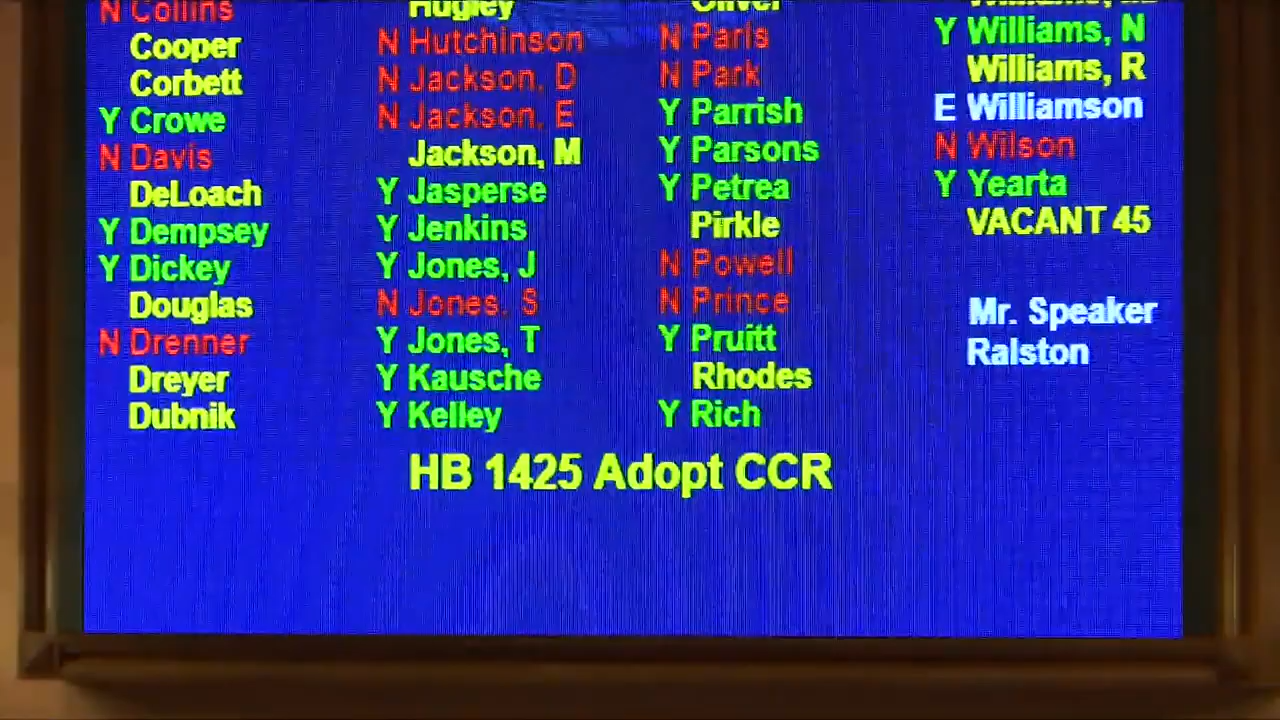 N Collins
Cooper
Corbett
Y Crowe
N Davis
DeLoach
Y Dempsey
Y Dickey
Douglas
N Drenner
Dreyer
Dubnik
Hugley
N Hutchinson
N Jackson, D
N Jackson, E
Jackson, M
Y Jasperse
Y Jenkins
Y Jones, J
N Jones, S
Y Jones, T
Y Kausche
Y Kelley
Oliver
N Paris
N Park
Y Parrish
Y Parsons
Y Petrea
Pirkle
N Powell
N Prince
Y Pruitt
Rhodes
Y Rich
Y Williams, N
Williams, R
E Williamson
N Wilson
Y Yearta
VACANT 45
Mr. Speaker
Ralston
HB 1425 Adopt CCR